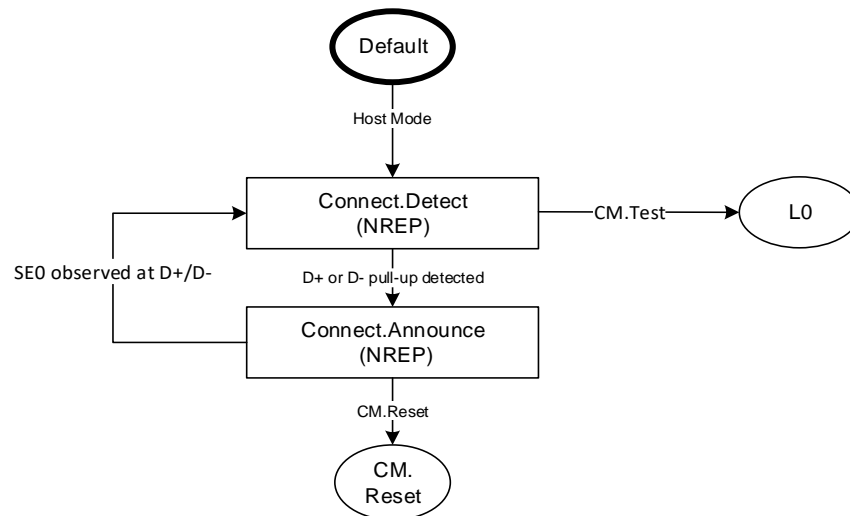 Default
Host Mode
Connect.Detect
(NREP)
CM.Test
L0
SE0 observed at D+/D-
D+ or D- pull-up detected
Connect.Announce
(NREP)
CM.Reset
CM.
Reset